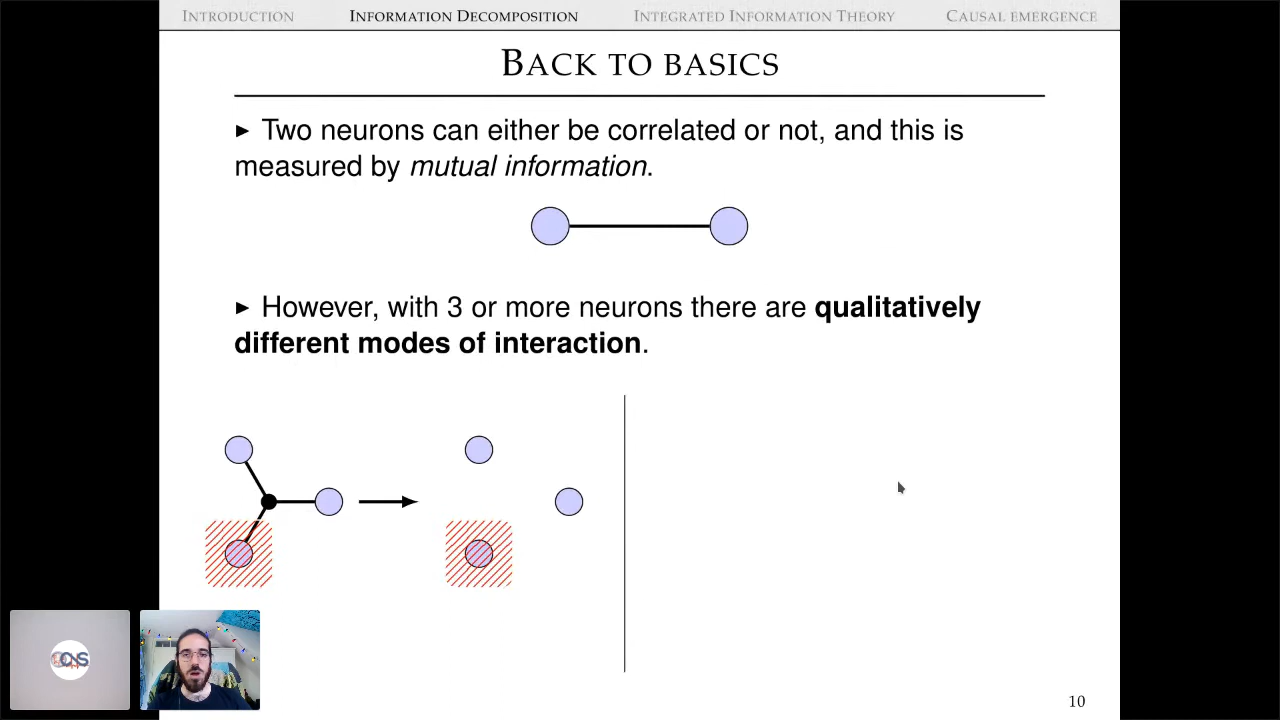 INTRODUCTION INFORMATION DECOMPOSITION INTEGRATED INFORMATION THEORY CAUSAL EMERGENCE
BACK TO BASICS
► Two neurons can either be correlated or not, and this is
measured by mutual information.
► However, with 3 or more neurons there are qualitatively
different modes of interaction.
10